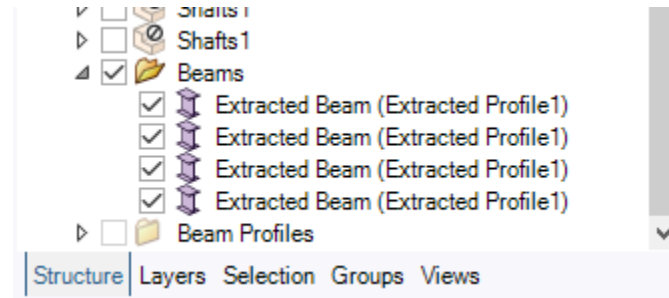 Shafts1
Shafts1
Beams
Extracted Beam (Extracted Profile1)
Extracted Beam (Extracted Profile1)
Extracted Beam (Extracted Profile1)
Extracted Beam (Extracted Profile1)
Beam Profiles
Structure Layers Selection Groups Views